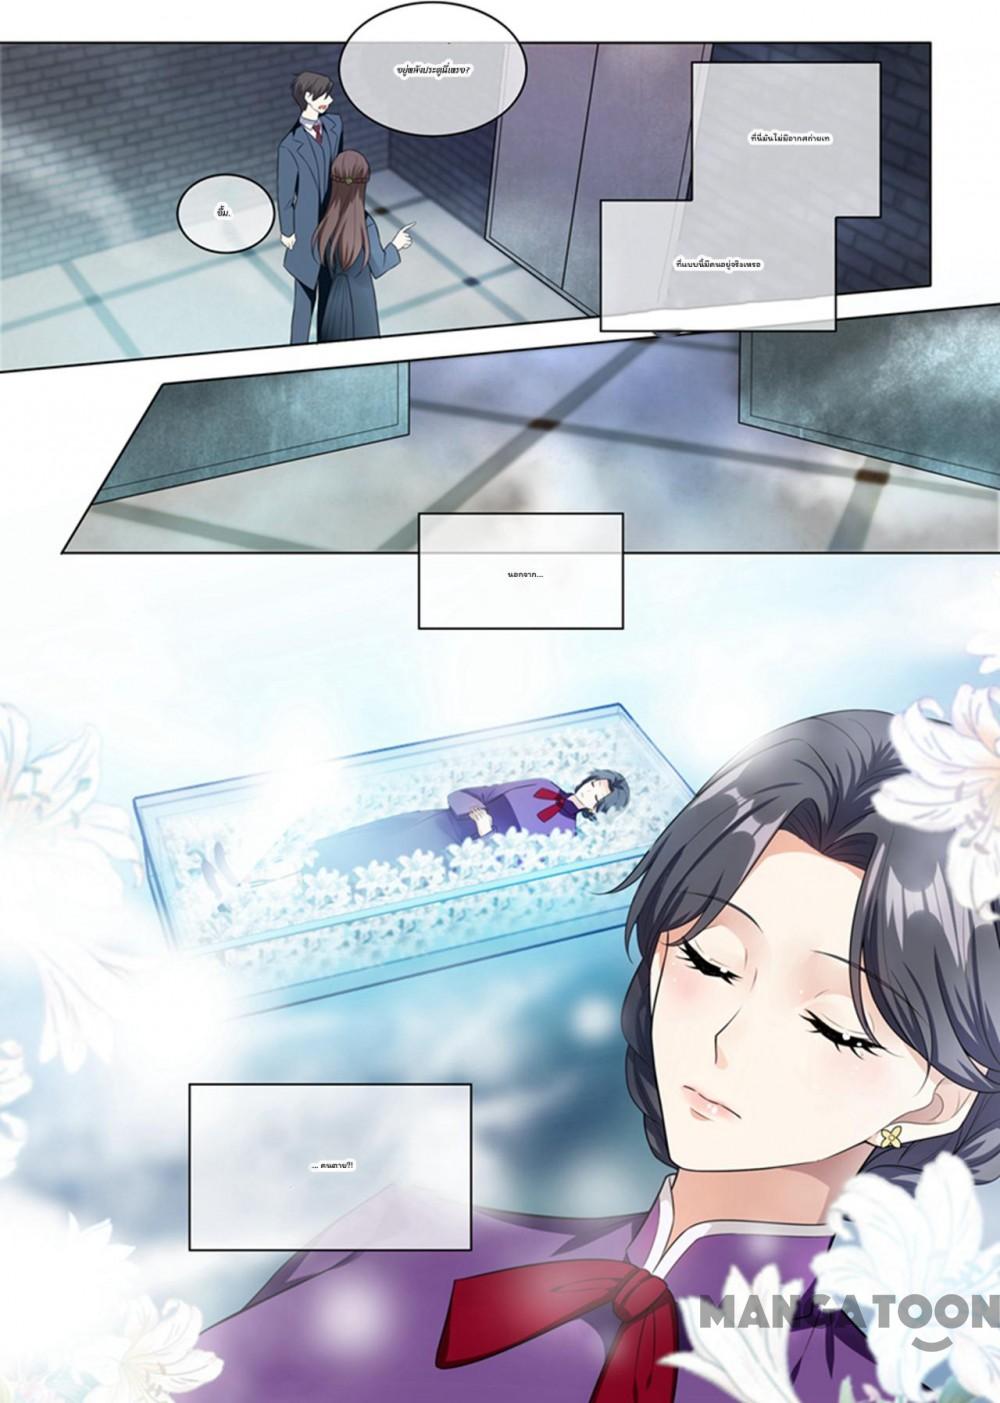 อยู่หลังประตูนี่เหรอ?
ที่นี่มันไม่มีอากาศถ่ายเท
อื้ม.
ที่แบบนี้มีคนอยู่จริงเหรอ
นอกจาก...
... คนตาย?!
MANGATOON